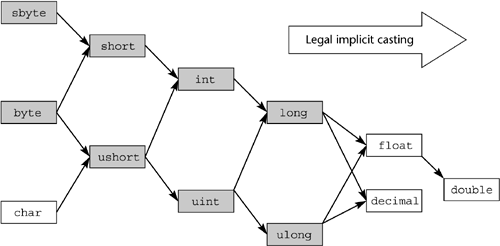 sbyte
Legal implicit casting
short
int
byte
long
float
ushort
double
uint
decimal
char
ulong